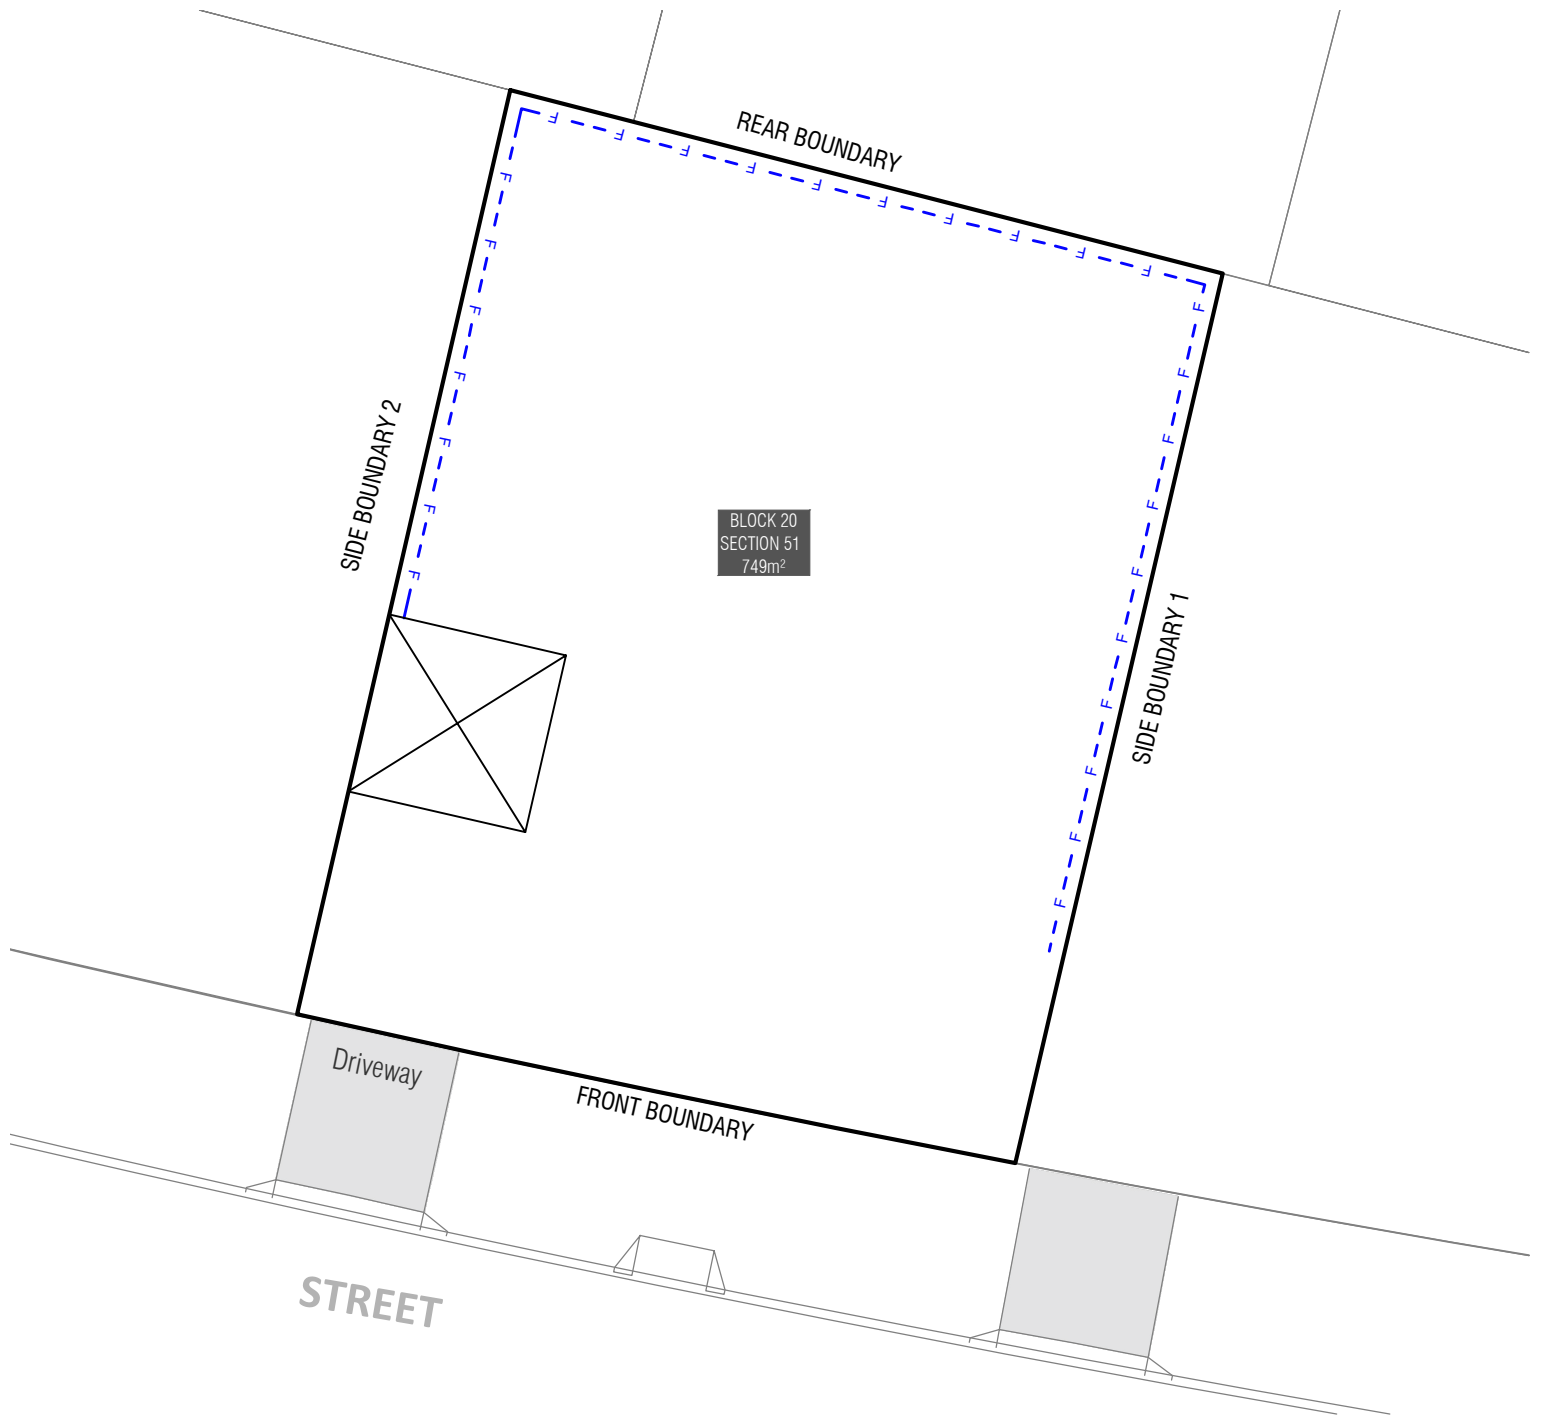 REAR BOUNDARY
F F F F F F F F F F
F F F F F F F
F F F F F F F F F F
SIDE BOUNDARY 2
BLOCK 20
SECTION 51
749m²
SIDE BOUNDARY 1
Driveway
FRONT BOUNDARY
STREET